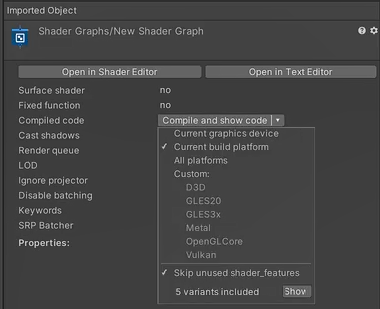 Imported Object
Shader Graphs/New Shader Graph
Open in Shader Editor Open in Text Editor
Surface shader no
Fixed function no
Compiled code Compile and show code
Cast shadows Current graphics device
Render queue Current build platform
LOD All platforms
Ignore projector Custom:
Disable batching D3D
Keywords GLES20
SRP Batcher GLES3x
Properties: Metal
OpenGLCore
Vulkan
Skip unused shader_features
5 variants included Show